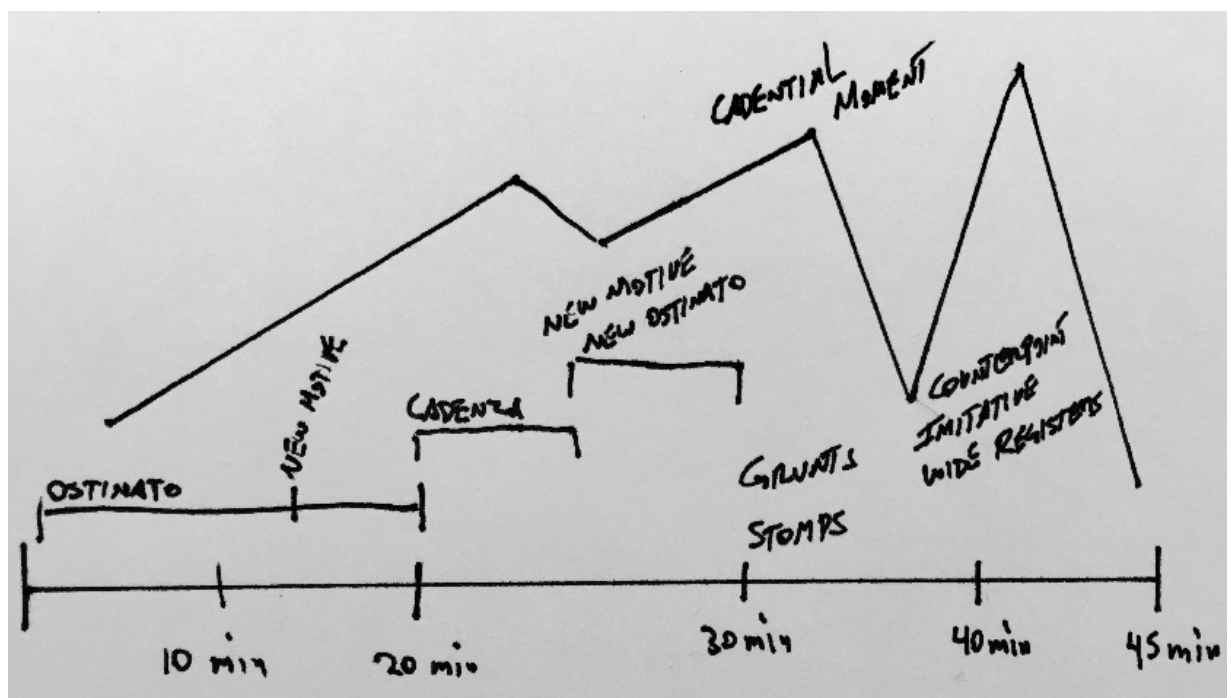 CADENTIAL
MOMENT
NEW MOTIVE
NEW OSTINATO
NEW MOTIVE
CADENZA
OSTINATO
COUNTERPOINT
IMITATIVE
WIDE REGISTERS
GRUNTS
STOMPS
10 min
20 min
30 min
40 min
45 min